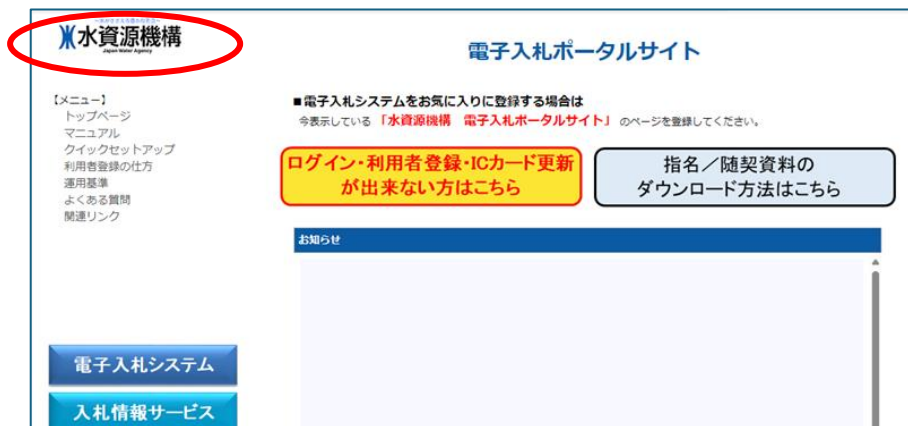 水資源機構
Japan Water Agency
電子入札ポータルサイト
【メニュー】
トップページ
マニュアル
クイックセットアップ
利用者登録の仕方
運用基準
よくある質問
関連リンク
■電子入札システムをお気に入りに登録する場合は
今表示している 「水資源機構 電子入札ポータルサイト」 のページを登録してください。
ログイン・利用者登録・ICカード更新
が出来ない方はこちら
指名／随契資料の
ダウンロード方法はこちら
お知らせ
電子入札システム
入札情報サービス